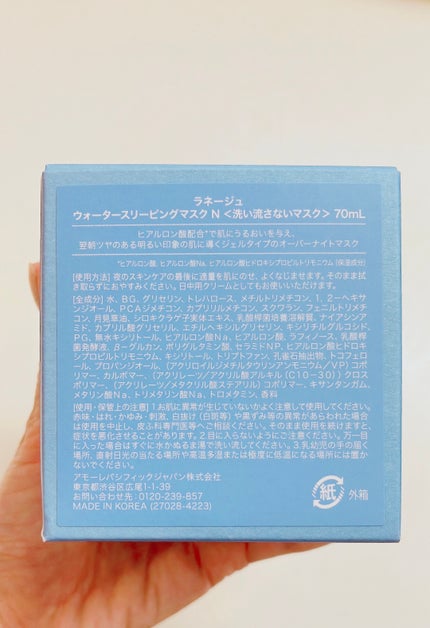 ラネージュ
ウォータースリーピングマスク N ＜洗い流さないマスク＞ 70mL
ヒアルロン酸配合*で肌にうるおいを与え、
翌朝ツヤのある明るい印象の肌に導くジェルタイプのオーバーナイトマスク
*ヒアルロン酸、ヒアルロン酸Na、ヒアルロン酸ヒドロキシプロピルトリモニウム（保湿成分）
[使用方法] 夜のスキンケアの最後に適量を肌にのせ、よくなじませます。そのまま拭
き取らずにおやすみください。日中用クリームとしてもお使いいただけます。
[全成分] 水、BG、グリセリン、トレハロース、メチルトリメチコン、1, 2-ヘキサ
ンジオール、PCAジメチコン、カプリリルメチコン、スクワラン、フェニルトリメチ
コン、月見草油、シロキクラゲ子実体エキス、乳酸桿菌培養溶解質、ナイアシンアミ
ド、カプリル酸グリセリル、エチルヘキシルグリセリン、キシリチルグルコシド、
PG、無水キシリトール、ヒアルロン酸Na、ヒアルロン酸、ラフィノース、乳酸桿
菌発酵液、β-グルカン、ポリグルタミン酸、セラミドNP、ヒアルロン酸ヒドロキ
シプロピルトリモニウム、キシリトール、トリプトファン、孔雀石抽出物、トコフェロ
ール、プロパンジオール、（アクリロイルジメチルタウリンアンモニウム／VP）コポ
リマー、カルボマー、（アクリレーツ／アクリル酸アルキル（C10-30））クロス
ポリマー、（アクリレーツ／メタクリル酸ステアリル）コポリマー、キサンタンガム、
メタリン酸Na、トリメタリン酸Na、トロメタミン、香料
[使用・保管上の注意] 1.お肌に異常が生じていないかよく注意して使用してください。
赤味・はれ・かゆみ・刺激、白抜け（白斑等）や黒ずみ等の異常があらわれた場合
は使用を中止し、皮ふ科専門医等へご相談ください。そのまま使用を続けますと、
症状を悪化させることがあります。2.目に入らないようにご注意ください。万一目
に入った場合はすぐに水かぬるま湯で洗い流してください。3.乳幼児の手の届く
場所、直射日光の当たる場所や高温多湿または極度に低温になる場所には置か
ないでください。
アモーレパシフィックジャパン株式会社
東京都渋谷区広尾1-1-39
お問い合わせ先：0120-239-857
MADE IN KOREA (27028-4223)
紙 外箱